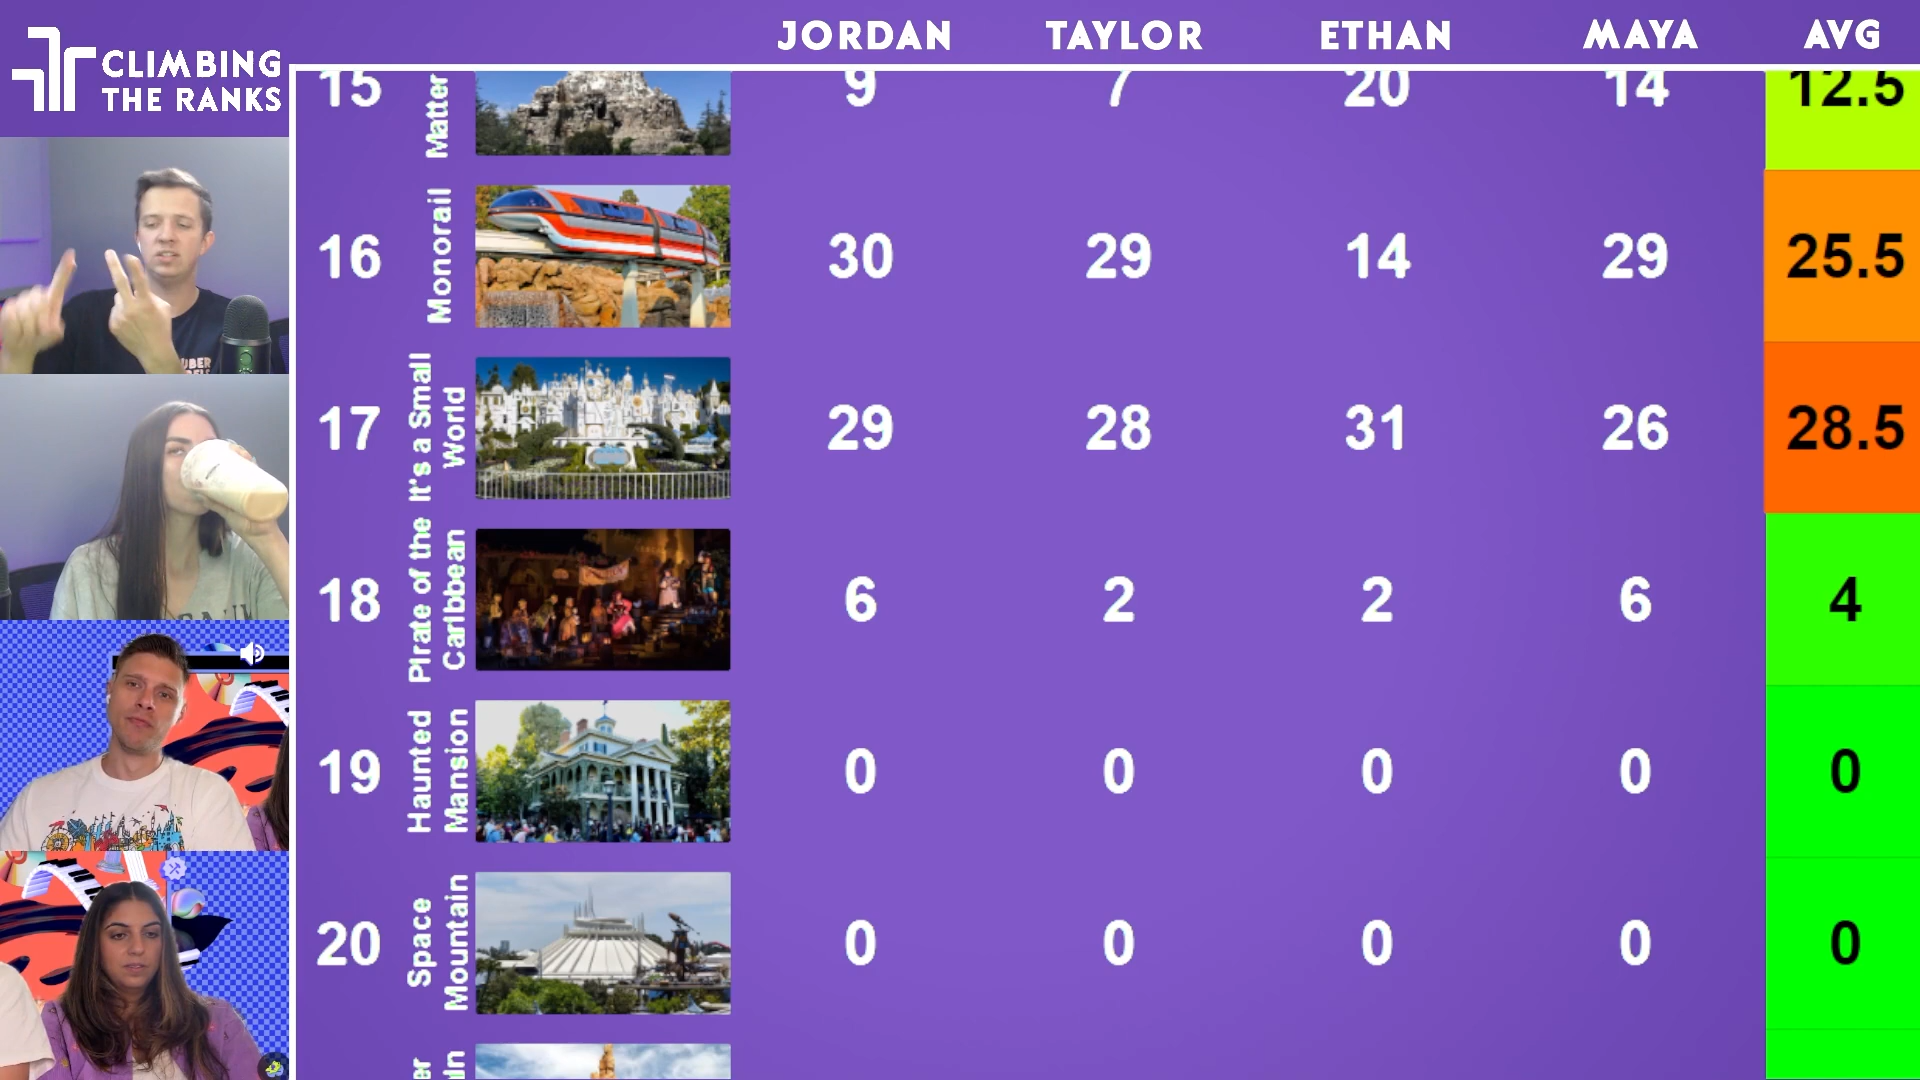 CLIMBING
THE RANKS
JORDAN TAYLOR ETHAN MAYA AVG
15 Matter 9 7 20 14 12.5
16 Monorail 30 29 14 29 25.5
17 It's a Small
World 29 28 31 26 28.5
18 Pirate of the
Caribbean 6 2 2 6 4
19 Haunted
Mansion 0 0 0 0 0
20 Space
Mountain 0 0 0 0 0